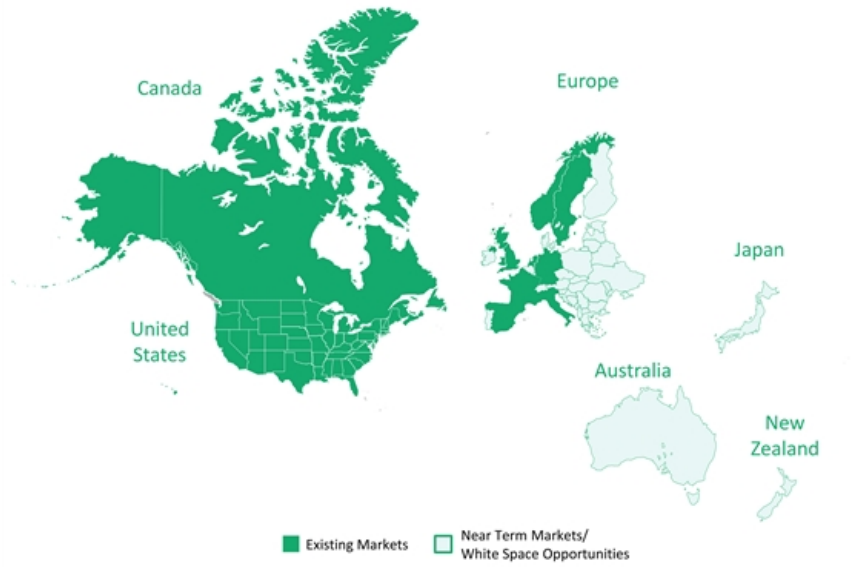 Canada
Europe
Japan
United
States
Australia
New
Zealand
Existing Markets
Near Term Markets/
White Space Opportunities